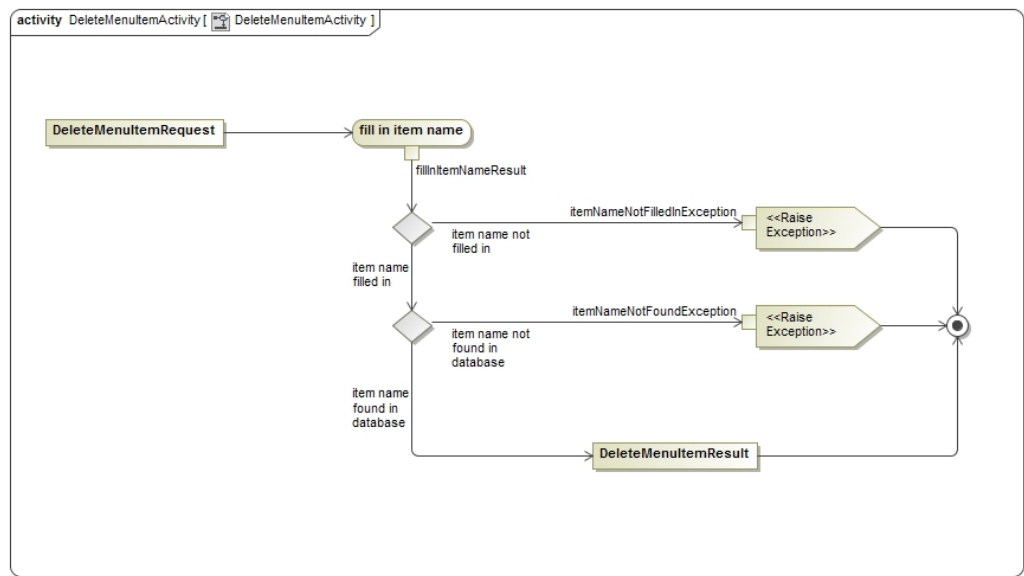 activity DeleteMenuItemActivity [ DeleteMenuItemActivity ]
DeleteMenuItemRequest
fill in item name
fillInItemNameResult
itemNameNotFilledInException
<<Raise
Exception>>
item name not
filled in
item name
filled in
itemNameNotFoundException
<<Raise
Exception>>
item name not
found in
database
item name
found in
database
DeleteMenuItemResult